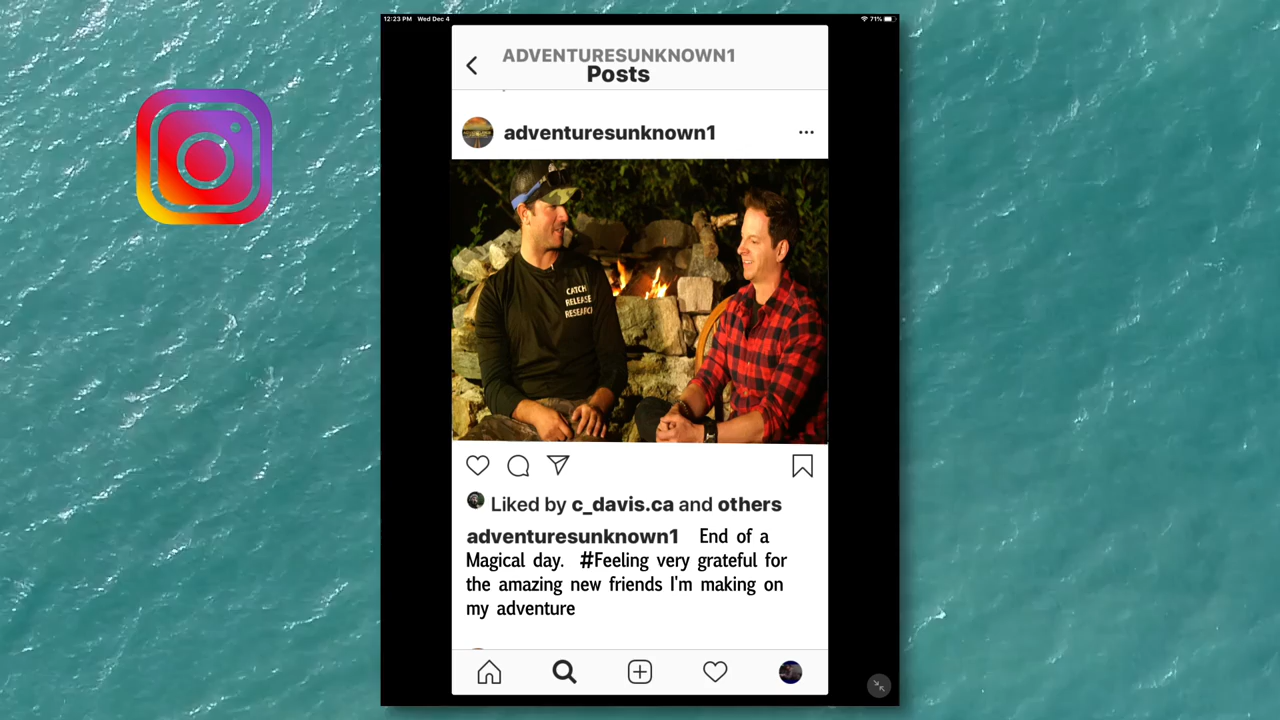 12:23 PM Wed Dec 4
71%
ADVENTURESUNKNOWN1
Posts
adventuresunknown1
CATCH
RELEASE
RESEARCH
Liked by c_davis.ca and others
adventuresunknown1 End of a
Magical day. #Feeling very grateful for
the amazing new friends I'm making on
my adventure